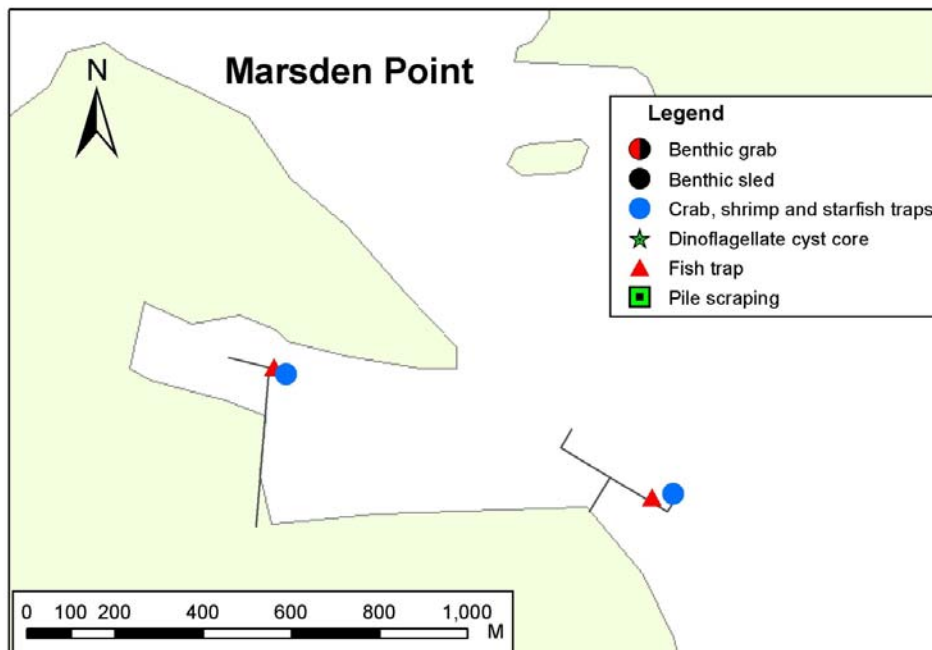 Marsden Point
N
Legend
Benthic grab
Benthic sled
Crab, shrimp and starfish traps
Dinoflagellate cyst core
Fish trap
Pile scraping
0 100 200 400 600 800 1,000
M